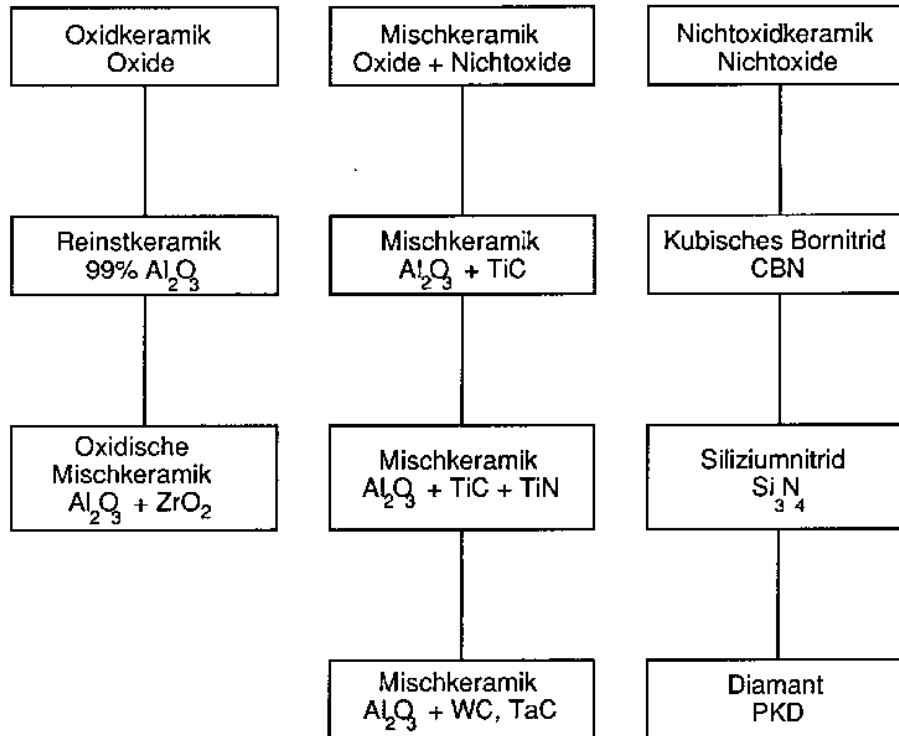 Oxidkeramik
Oxide
Mischkeramik
Oxide + Nichtoxide
Nichtoxidkeramik
Nichtoxide
Reinstkeramik
99% Al₂O₃
Mischkeramik
Al₂O₃ + TiC
Kubisches Bornitrid
CBN
Oxidische
Mischkeramik
Al₂O₃ + ZrO₂
Mischkeramik
Al₂O₃ + TiC + TiN
Siliziumnitrid
Si₃N₄
Mischkeramik
Al₂O₃ + WC, TaC
Diamant
PKD